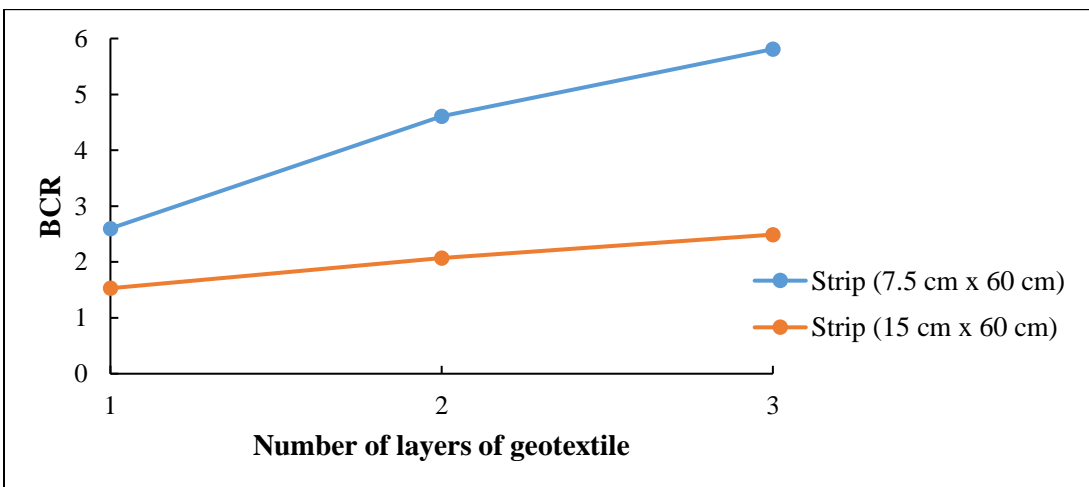 6
5
4
3
2
1
0
BCR
1 2 3
Number of layers of geotextile
Strip (7.5 cm x 60 cm)
Strip (15 cm x 60 cm)